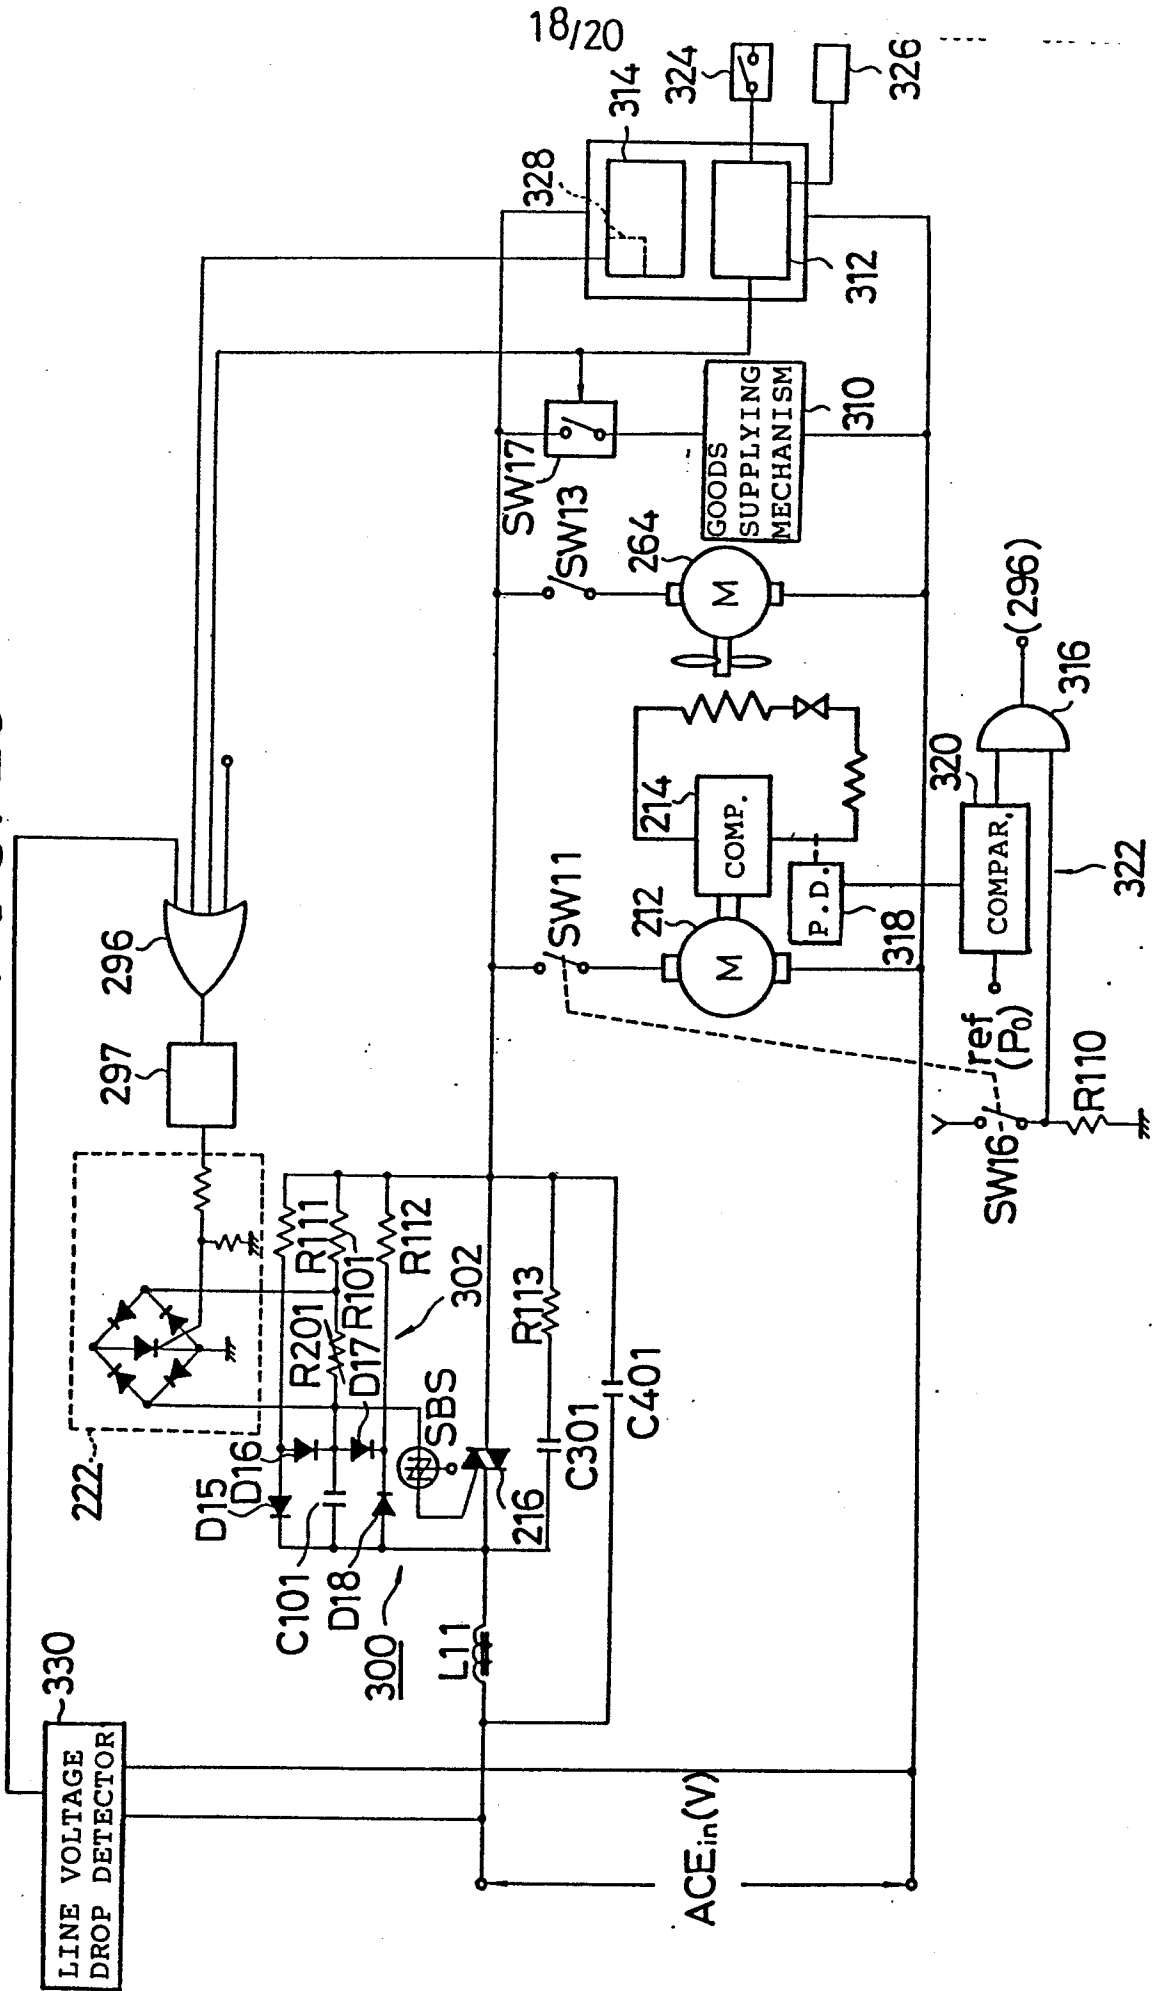 18/20
LINE VOLTAGE
DROP DETECTOR
330
222
297
296
D15
D16
R111
R201
R101
D17
R112
C101
D18
SBS
302
300
L11
216
R113
C301
C401
ACEin(V)
SW11
212
M
214
COMP.
P.D.
318
SW13
264
M
SW17
GOODS
SUPPLYING
MECHANISM
310
328
314
324
326
312
SW16
ref
(P0)
R110
COMPAR.
320
322
316
(296)